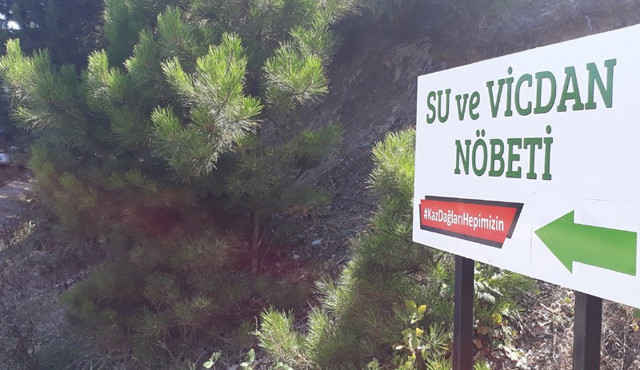 SU ve VİCDAN
NÖBETİ
#KazDağlarıHepimizin